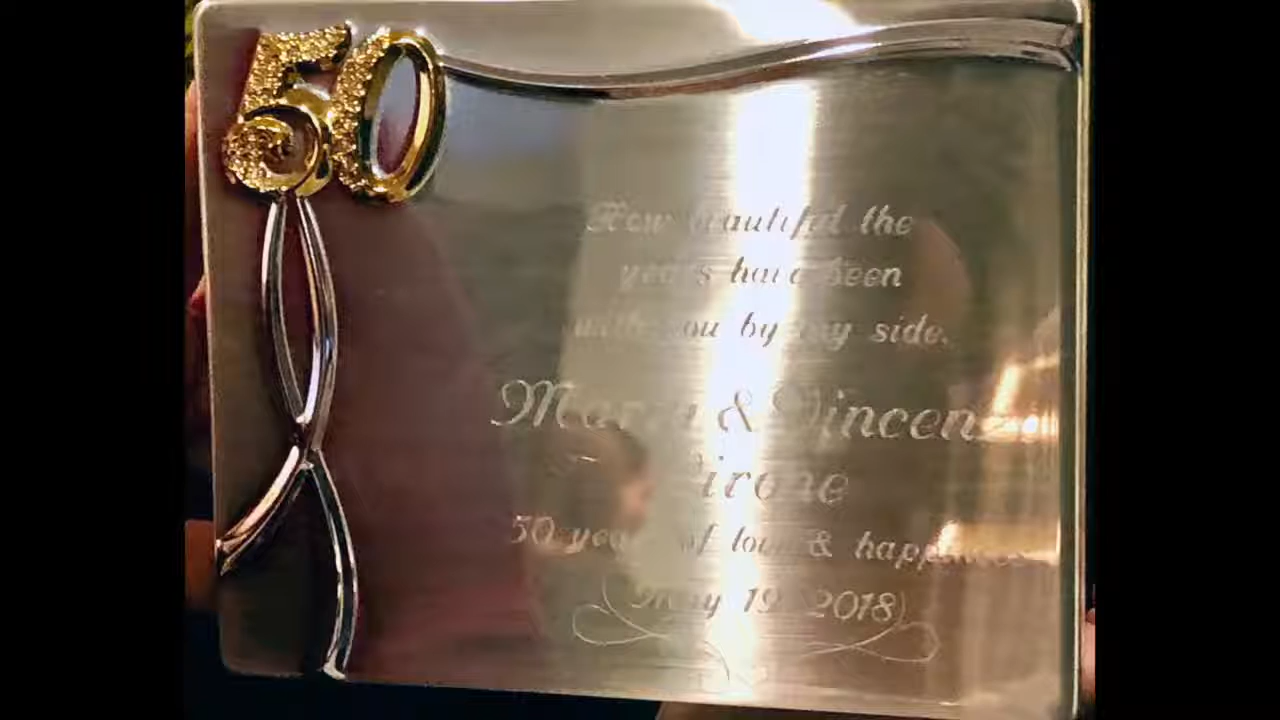 50
How beautiful the
years have been
with you by my side.
&
50 years of love & happiness
May 19, 2018